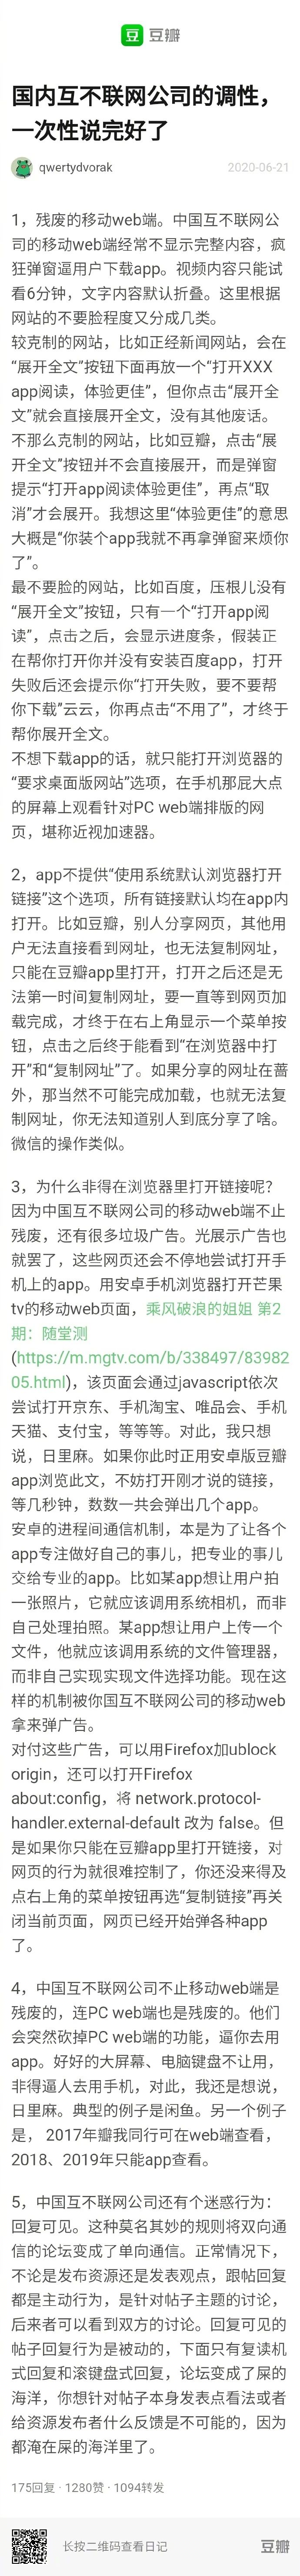 豆 豆瓣
国内互不联网公司的调性，
一次性说完好了
qwertydvorak 2020-06-21
1，残废的移动web端。中国互不联网公
司的移动web端经常不显示完整内容，疯
狂弹窗逼用户下载app。视频内容只能试
看6分钟，文字内容默认折叠。这里根据
网站的不要脸程度又分成几类。
较克制的网站，比如正经新闻网站，会在
“展开全文”按钮下面再放一个“打开XXX
app阅读，体验更佳”，但你点击“展开全
文”就会直接展开全文，没有其他废话。
不那么克制的网站，比如豆瓣，点击“展
开全文”按钮并不会直接展开，而是弹窗
提示“打开app阅读体验更佳”，再点“取
消”才会展开。我想这里“体验更佳”的意思
大概是“你装个app我就不再拿弹窗来烦你
了”。
最不要脸的网站，比如百度，压根儿没有
“展开全文”按钮，只有一个“打开app阅
读”，点击之后，会显示进度条，假装正
在帮你打开你并没有安装百度app，打开
失败后还会提示你“打开失败，要不要帮
你下载”云云，你再点击“不用了”，才终于
帮你展开全文。
不想下载app的话，就只能打开浏览器的
“要求桌面版网站”选项，在手机那屁大点
的屏幕上观看针对PC web端排版的网
页，堪称近视加速器。
2，app不提供“使用系统默认浏览器打开
链接”这个选项，所有链接默认均在app内
打开。比如豆瓣，别人分享网页，其他用
户无法直接看到网址，也无法复制网址，
只能在豆瓣app里打开，打开之后还是无
法第一时间复制网址，要一直等到网页加
载完成，才终于在右上角显示一个菜单按
钮，点击之后终于能看到“在浏览器中打
开”和“复制网址”了。如果分享的网址在蔷
外，那当然不可能完成加载，也就无法复
制网址，你无法知道别人到底分享了啥。
微信的操作类似。
3，为什么非得在浏览器里打开链接呢？
因为中国互不联网公司的移动web端不止
残废，还有很多垃圾广告。光展示广告也
就罢了，这些网页还会不停地尝试打开手
机上的app。用安卓手机浏览器打开芒果
tv的移动web页面，乘风破浪的姐姐 第2
期：随堂测
(https://m.mgtv.com/b/338497/83982
05.html)，该页面会通过javascript依次
尝试打开京东、手机淘宝、唯品会、手机
天猫、支付宝，等等等。对此，我只想
说，日里麻。如果你此时正用安卓版豆瓣
app浏览此文，不妨打开刚才说的链接，
等几秒钟，数数一共会弹出几个app。
安卓的进程间通信机制，本是为了让各个
app专注做好自己的事儿，把专业的事儿
交给专业的app。比如某app想让用户拍
一张照片，它就应该调用系统相机，而非
自己处理拍照。某app想让用户上传一个
文件，他就应该调用系统的文件管理器，
而非自己实现实现文件选择功能。现在这
样的机制被你国互不联网公司的移动web
拿来弹广告。
对付这些广告，可以用Firefox加ublock
origin，还可以打开Firefox
about:config，将 network.protocol-
handler.external-default 改为 false。但
是如果你只能在豆瓣app里打开链接，对
网页的行为就很难控制了，你还没来得及
点右上角的菜单按钮再选“复制链接”再关
闭当前页面，网页已经开始弹各种app
了。
4，中国互不联网公司不止移动web端是
残废的，连PC web端也是残废的。他们
会突然砍掉PC web端的功能，逼你去用
app。好好的大屏幕、电脑键盘不让用，
非得逼人去用手机，对此，我还是想说，
日里麻。典型的例子是闲鱼。另一个例子
是， 2017年瓣我同行可在web端查看，
2018、2019年只能app查看。
5，中国互不联网公司还有个迷惑行为：
回复可见。这种莫名其妙的规则将双向通
信的论坛变成了单向通信。正常情况下，
不论是发布资源还是发表观点，跟帖回复
都是主动行为，是针对帖子主题的讨论，
后来者可以看到双方的讨论。回复可见的
帖子回复行为是被动的，下面只有复读机
式回复和滚键盘式回复，论坛变成了屎的
海洋，你想针对帖子本身发表点看法或者
给资源发布者什么反馈是不可能的，因为
都淹在屎的海洋里了。
175回复 · 1280赞 · 1094转发
长按二维码查看日记 豆瓣